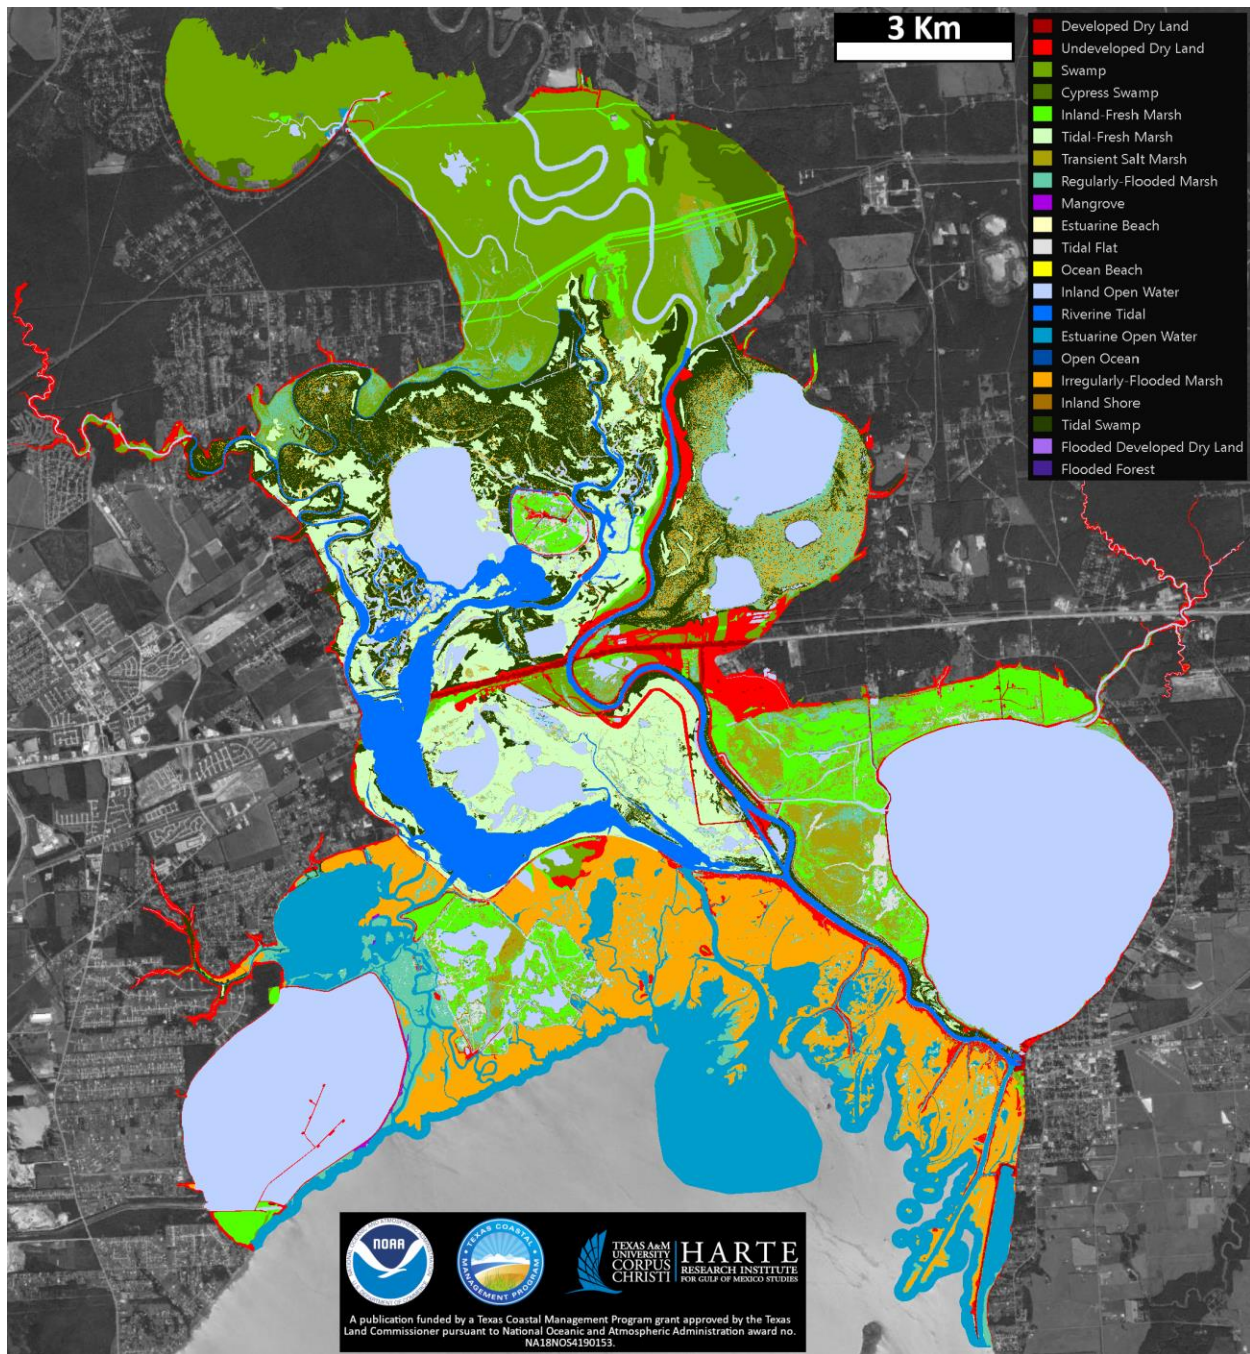 3 Km
Developed Dry Land
Undeveloped Dry Land
Swamp
Cypress Swamp
Inland-Fresh Marsh
Tidal-Fresh Marsh
Transient Salt Marsh
Regularly-Flooded Marsh
Mangrove
Estuarine Beach
Tidal Flat
Ocean Beach
Inland Open Water
Riverine Tidal
Estuarine Open Water
Open Ocean
Irregularly-Flooded Marsh
Inland Shore
Tidal Swamp
Flooded Developed Dry Land
Flooded Forest
NOAA
TEXAS COASTAL
MANAGEMENT PROGRAM
TEXAS A&M
UNIVERSITY
CORPUS
CHRISTI
HARTE
RESEARCH INSTITUTE
FOR GULF OF MEXICO STUDIES
A publication funded by a Texas Coastal Management Program grant approved by the Texas
Land Commissioner pursuant to National Oceanic and Atmospheric Administration award no.
NA18NOS4190153.